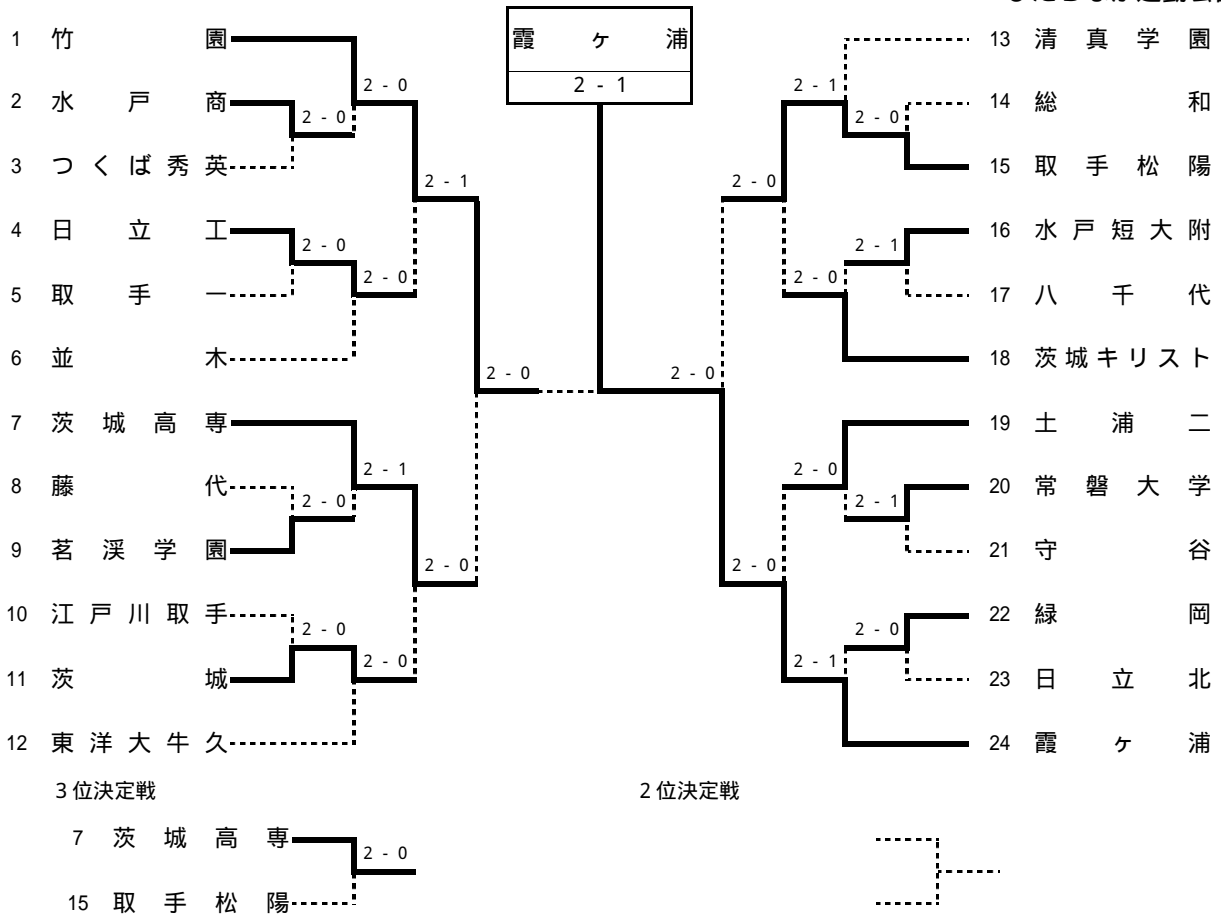 霞ヶ浦
2 - 1
1 竹園
2 水戸商
3 つくば秀英
4 日立工
5 取手一
6 並木
7 茨城高専
8 藤代
9 茗渓学園
10 江戸川取手
11 茨城
12 東洋大牛久
2 - 0
2 - 0
2 - 1
2 - 0
2 - 0
2 - 0
2 - 1
2 - 0
2 - 0
2 - 0
2 - 0
13 清真学園
14 総和
15 取手松陽
16 水戸短大附
17 八千代
18 茨城キリスト
19 土浦二
20 常磐大学
21 守谷
22 緑岡
23 日立北
24 霞ヶ浦
2 - 1
2 - 0
2 - 0
2 - 1
2 - 0
2 - 0
2 - 0
2 - 1
2 - 0
2 - 0
2 - 1
3位決定戦
7 茨城高専
2 - 0
15 取手松陽
2位決定戦